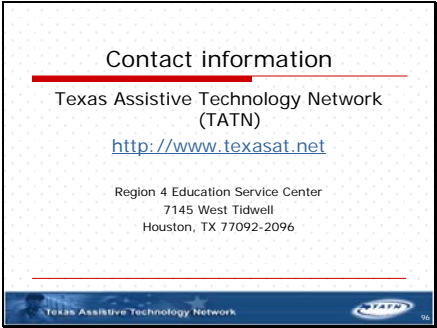 Contact information
Texas Assistive Technology Network
(TATN)
http://www.texasat.net
Region 4 Education Service Center
7145 West Tidwell
Houston, TX 77092-2096
Texas Assistive Technology Network
TATN
96